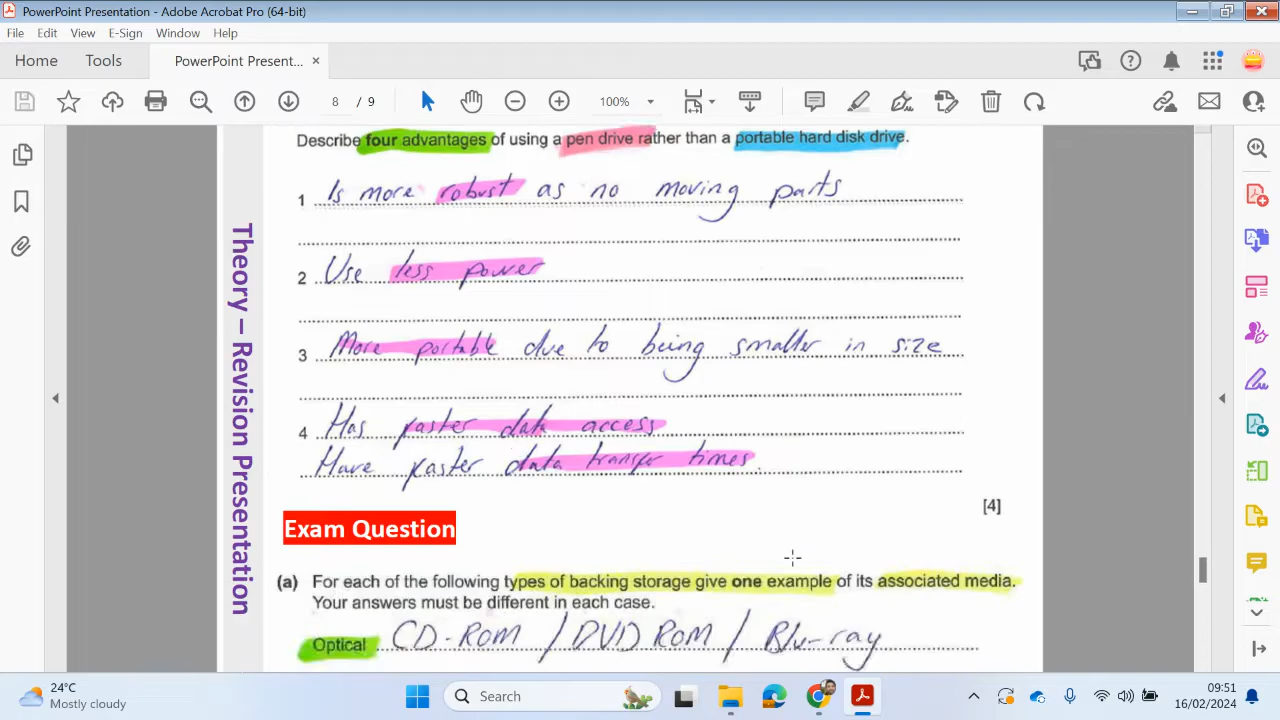 PowerPoint Presentation - Adobe Acrobat Pro (64-bit)
File Edit View E-Sign Window Help
Home Tools PowerPoint Present... ×
8 / 9 100%
Describe four advantages of using a pen drive rather than a portable hard disk drive.
1 Is more robust as no moving parts
2 Use less power
3 More portable due to being smaller in size
4 Has faster data access
Have faster data transfer times.
[4]
Theory – Revision Presentation
Exam Question
(a) For each of the following types of backing storage give one example of its associated media.
Your answers must be different in each case.
Optical CD-ROM / DVD ROM / Blu-ray
24°C
Mostly cloudy
Search
09:51
16/02/2024